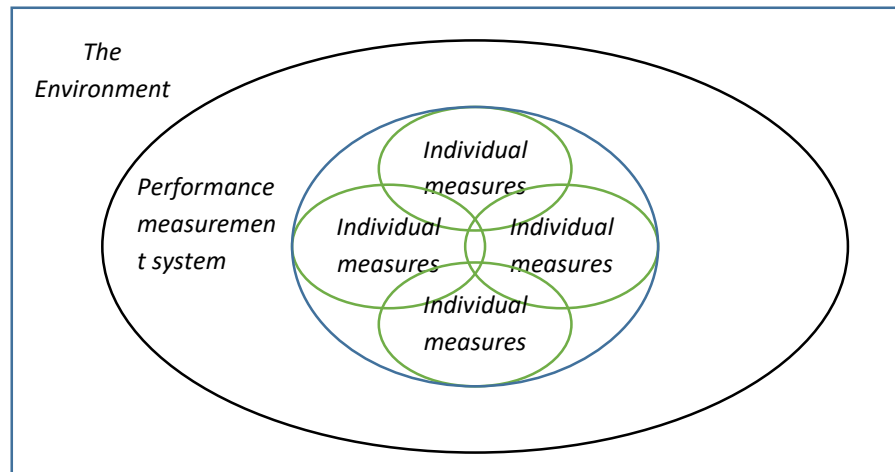 The
Environment
Individual
measures
Performance
measuremen
t system
Individual
measures
Individual
measures
Individual
measures